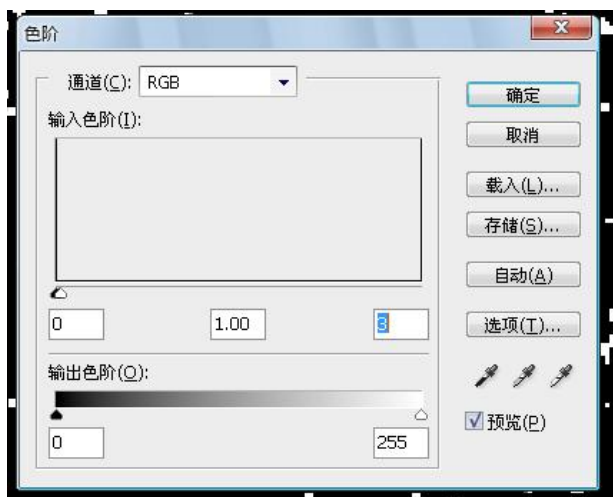 色阶
通道(C): RGB
输入色阶(I):
0 1.00 3
输出色阶(O):
0 255
确定
取消
载入(L)...
存储(S)...
自动(A)
选项(T)...
预览(P)